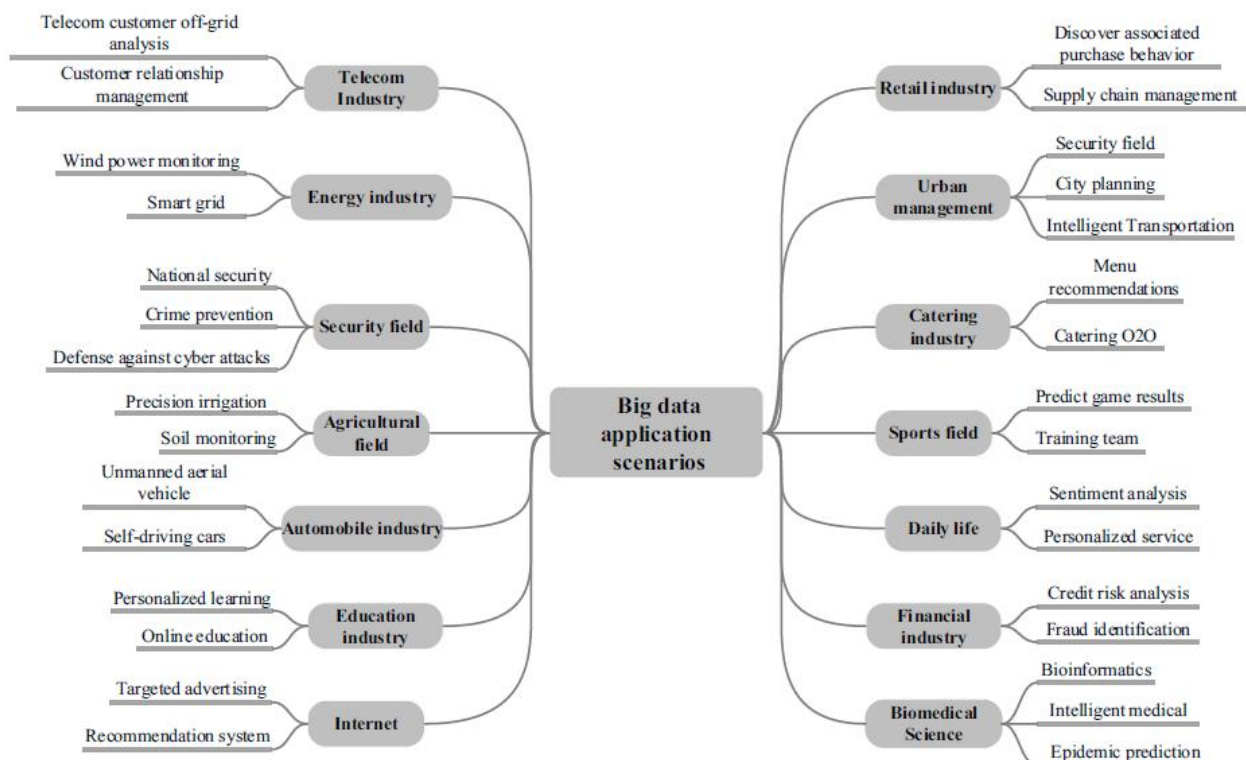 Telecom customer off-grid
analysis
Customer relationship
management
Telecom
Industry
Wind power monitoring
Smart grid
Energy industry
National security
Crime prevention
Defense against cyber attacks
Security field
Precision irrigation
Soil monitoring
Agricultural
field
Unmanned aerial
vehicle
Self-driving cars
Automobile industry
Personalized learning
Online education
Education
industry
Targeted advertising
Recommendation system
Internet
Big data
application
scenarios
Retail industry
Discover associated
purchase behavior
Supply chain management
Urban
management
Security field
City planning
Intelligent Transportation
Catering
industry
Menu
recommendations
Catering O2O
Sports field
Predict game results
Training team
Daily life
Sentiment analysis
Personalized service
Financial
industry
Credit risk analysis
Fraud identification
Biomedical
Science
Bioinformatics
Intelligent medical
Epidemic prediction